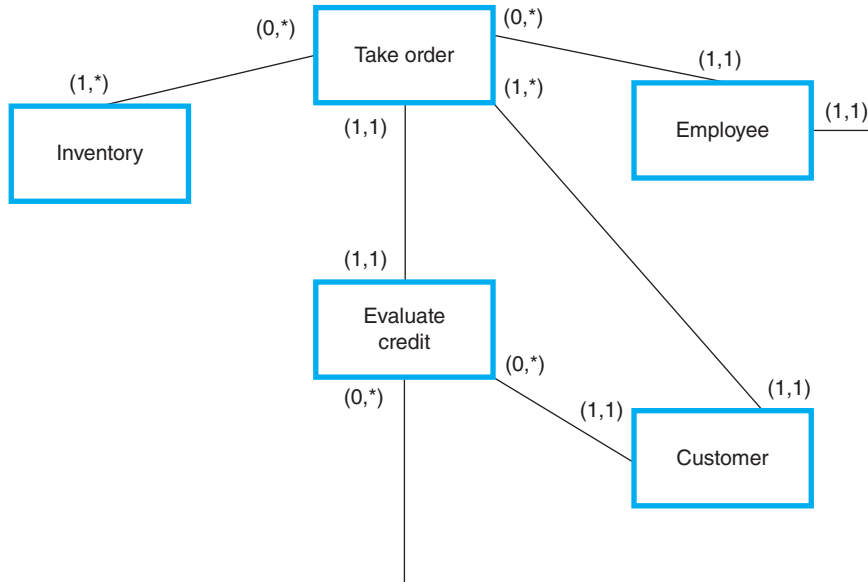 (0,*)
Take order
(0,*)
(1,*)
(1,1)
Inventory
(1,1)
(1,*)
Employee
(1,1)
(1,1)
Evaluate
credit
(0,*)
(0,*)
(1,1)
(1,1)
Customer